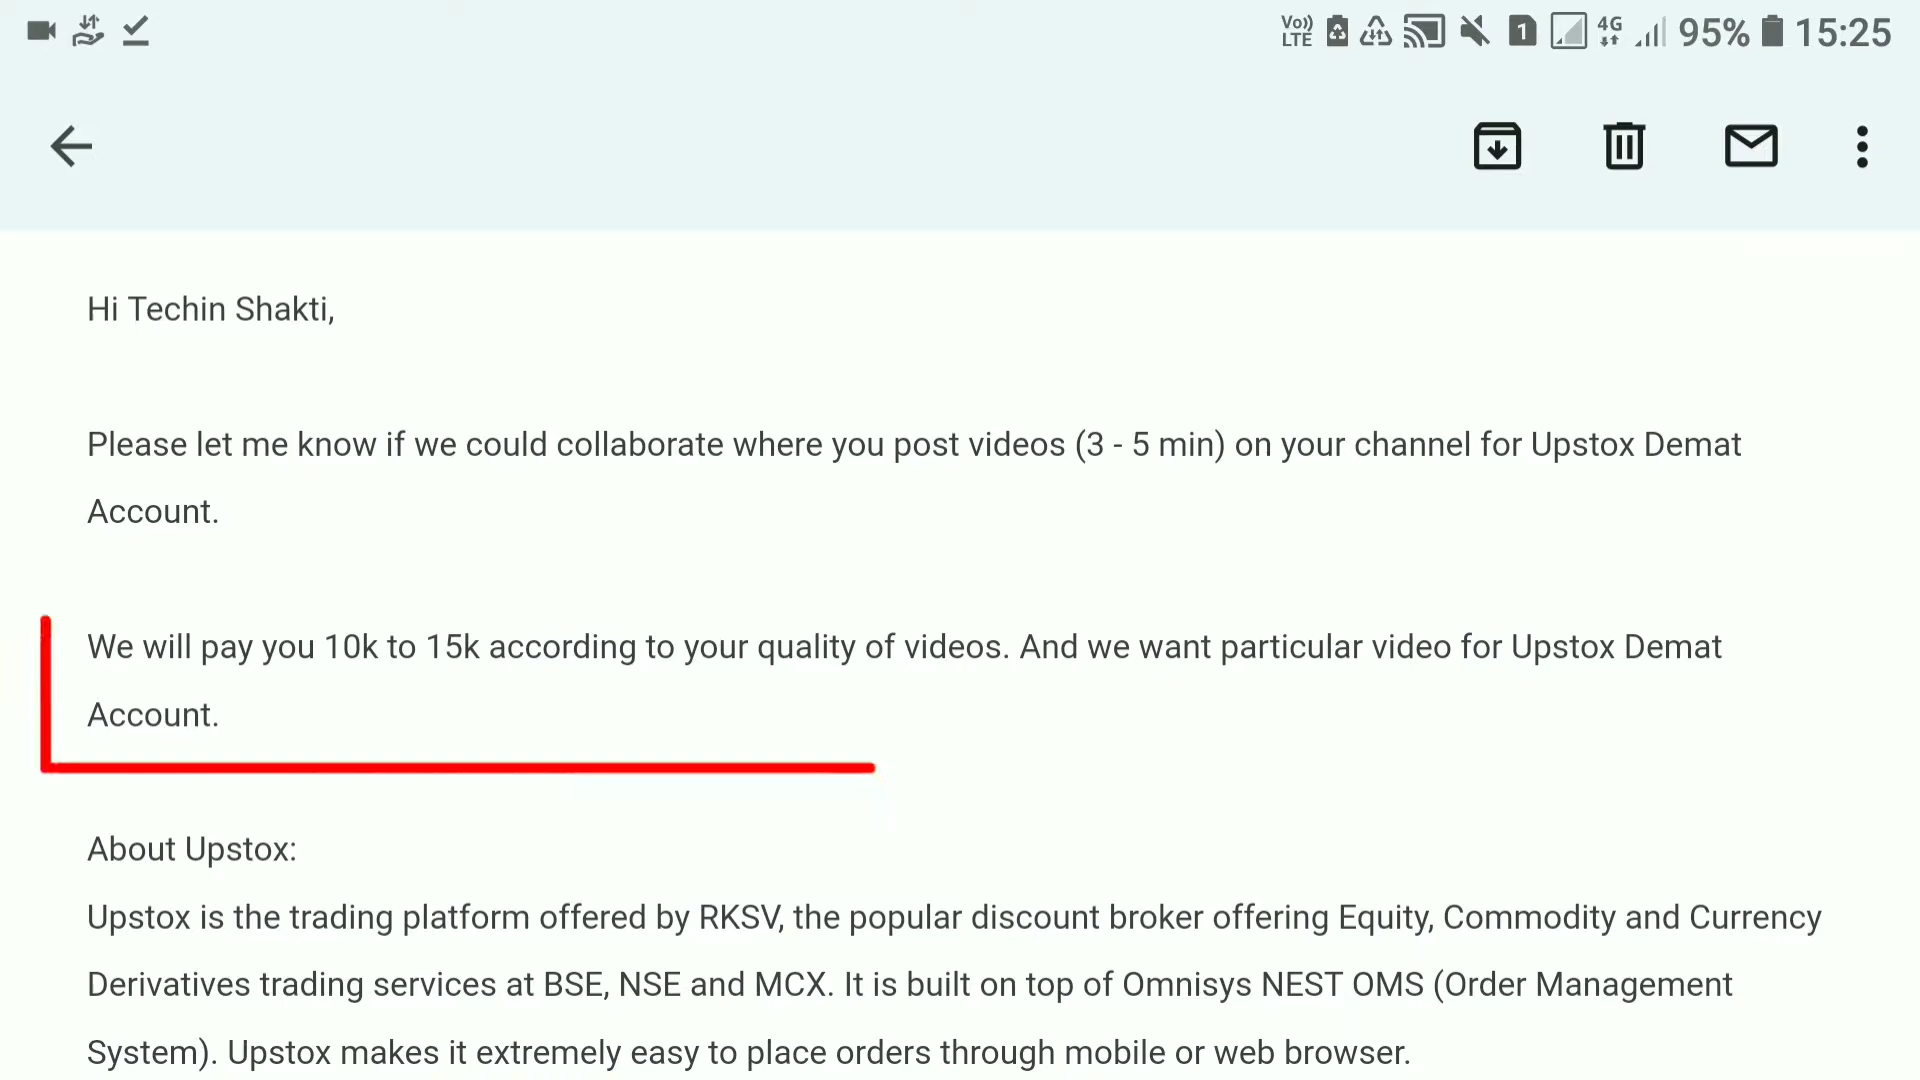 Vo)) LTE 1 4G 95% 15:25
Hi Techin Shakti,
Please let me know if we could collaborate where you post videos (3 - 5 min) on your channel for Upstox Demat
Account.
We will pay you 10k to 15k according to your quality of videos. And we want particular video for Upstox Demat
Account.
About Upstox:
Upstox is the trading platform offered by RKSV, the popular discount broker offering Equity, Commodity and Currency
Derivatives trading services at BSE, NSE and MCX. It is built on top of Omnisys NEST OMS (Order Management
System). Upstox makes it extremely easy to place orders through mobile or web browser.